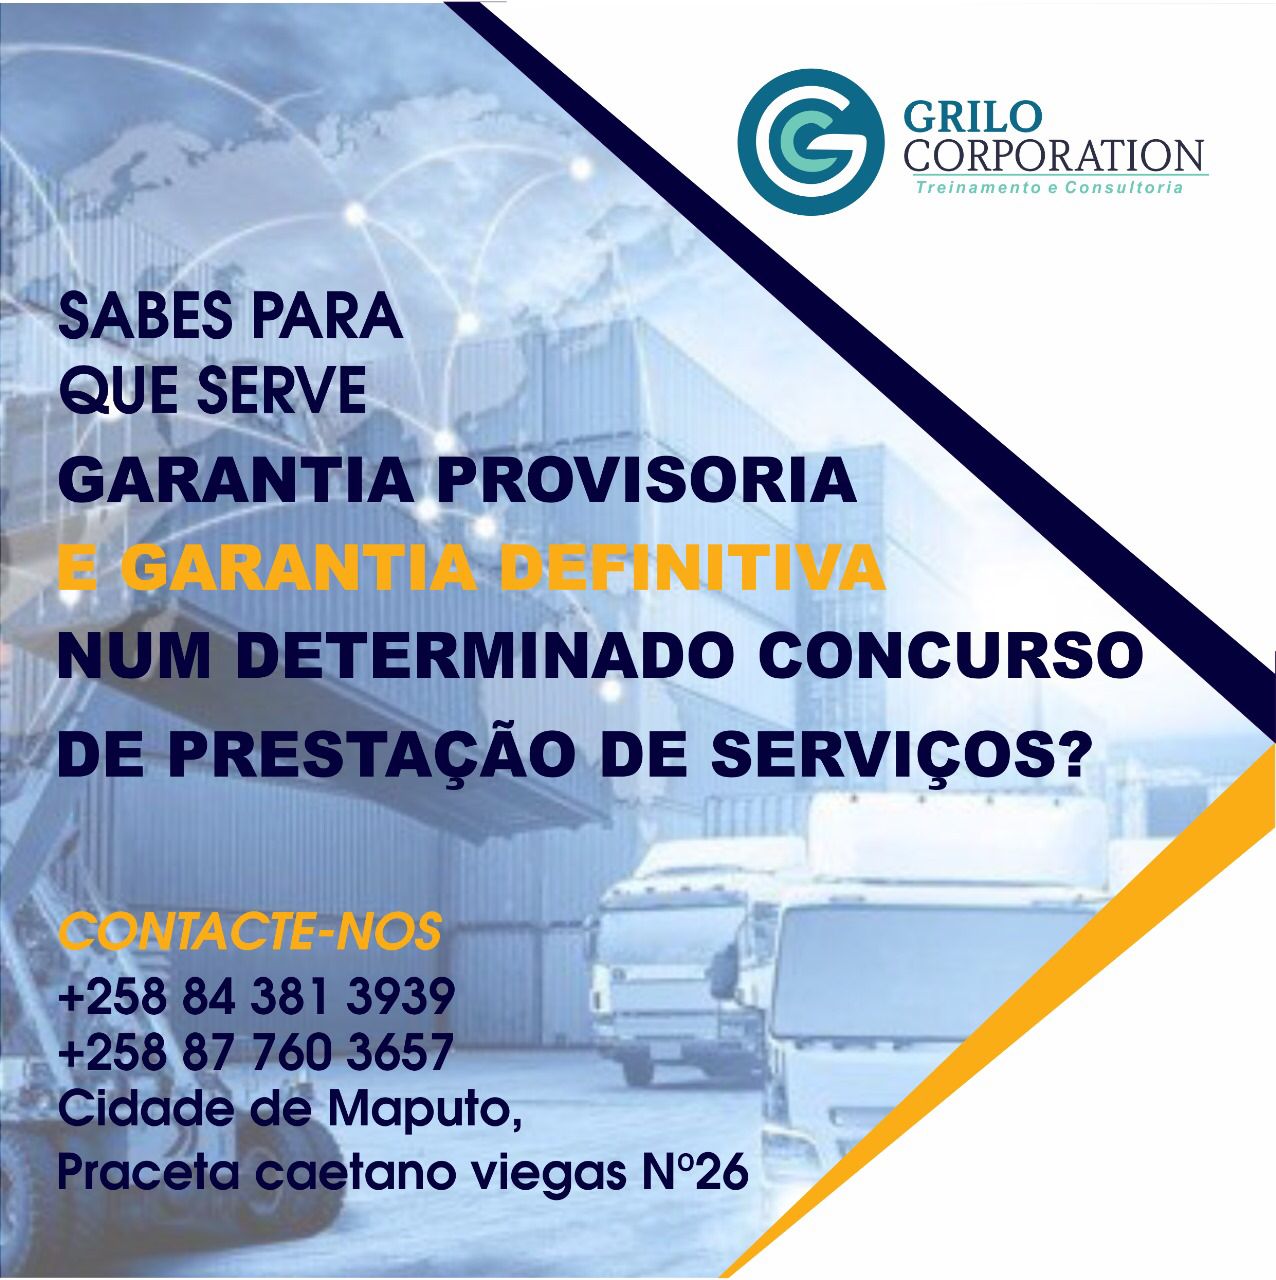 GRILO
CORPORATION
Treinamento e Consultoria
SABES PARA
QUE SERVE
GARANTIA PROVISORIA
E GARANTIA DEFINITIVA
NUM DETERMINADO CONCURSO
DE PRESTAÇÃO DE SERVIÇOS?
CONTACTE-NOS
+258 84 381 3939
+258 87 760 3657
Cidade de Maputo,
Praceta caetano viegas Nº26